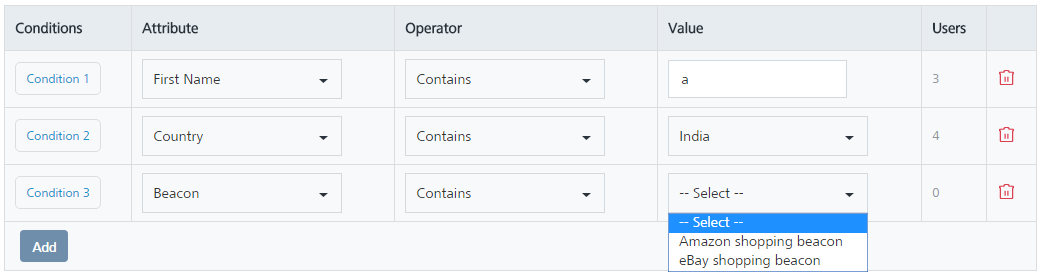 Conditions Attribute Operator Value Users
Condition 1 First Name Contains a 3
Condition 2 Country Contains India 4
Condition 3 Beacon Contains -- Select -- 0
-- Select --
Amazon shopping beacon
eBay shopping beacon
Add